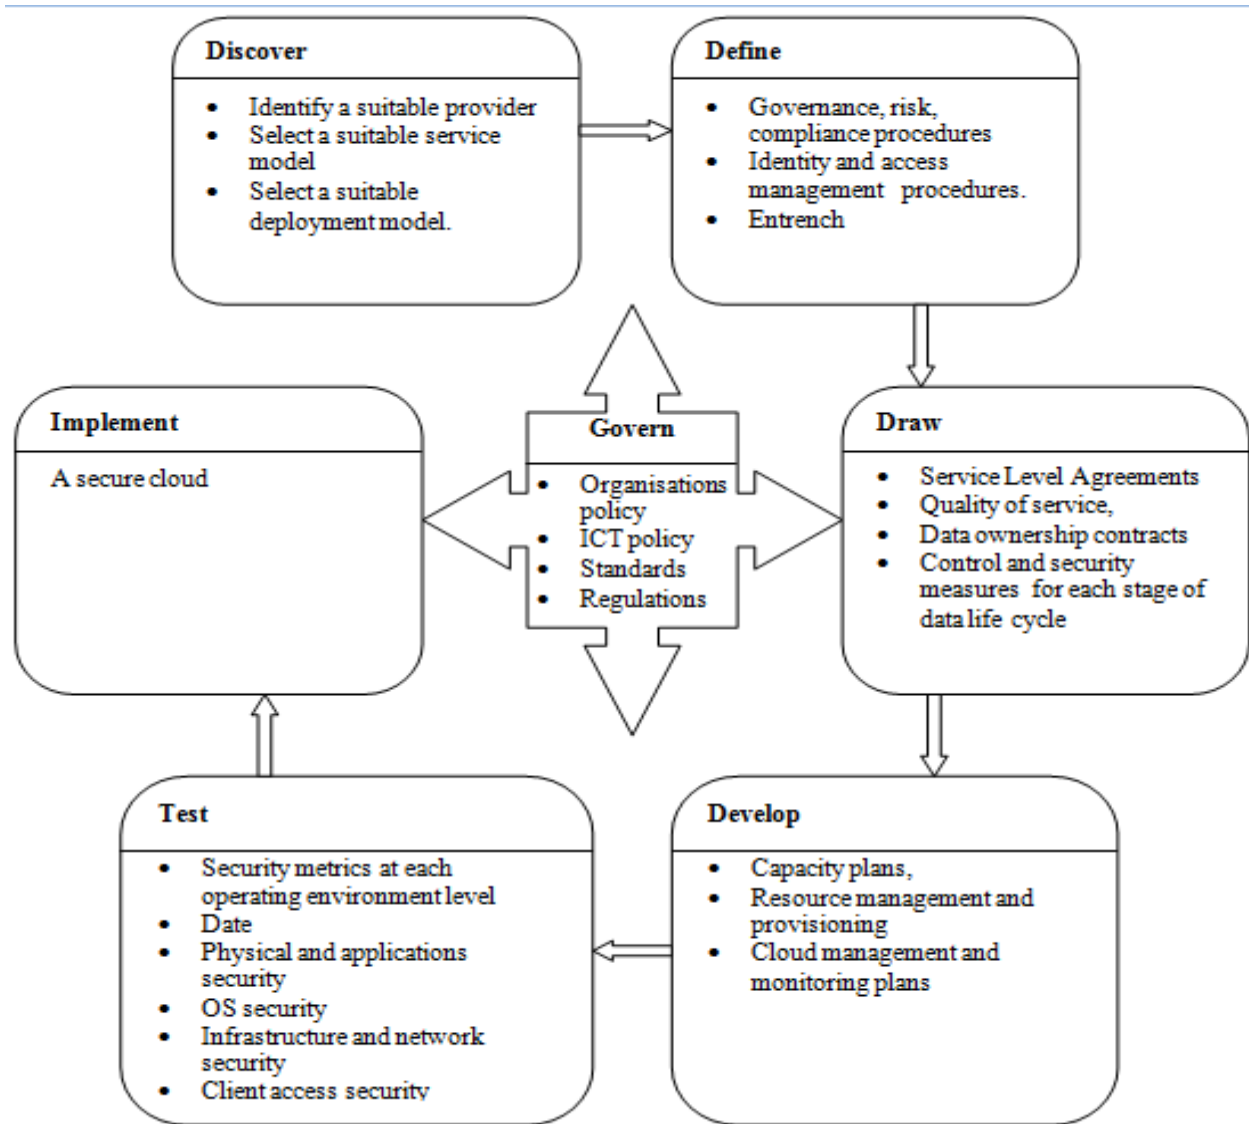 Discover
• Identify a suitable provider
• Select a suitable service
model
• Select a suitable
deployment model.
Define
• Governance, risk,
compliance procedures
• Identity and access
management procedures.
• Entrench
Implement
A secure cloud
Govern
• Organisations
policy
• ICT policy
• Standards
• Regulations
Draw
• Service Level Agreements
• Quality of service,
• Data ownership contracts
• Control and security
measures for each stage of
data life cycle
Test
• Security metrics at each
operating environment level
• Date
• Physical and applications
security
• OS security
• Infrastructure and network
security
• Client access security
Develop
• Capacity plans,
• Resource management and
provisioning
• Cloud management and
monitoring plans